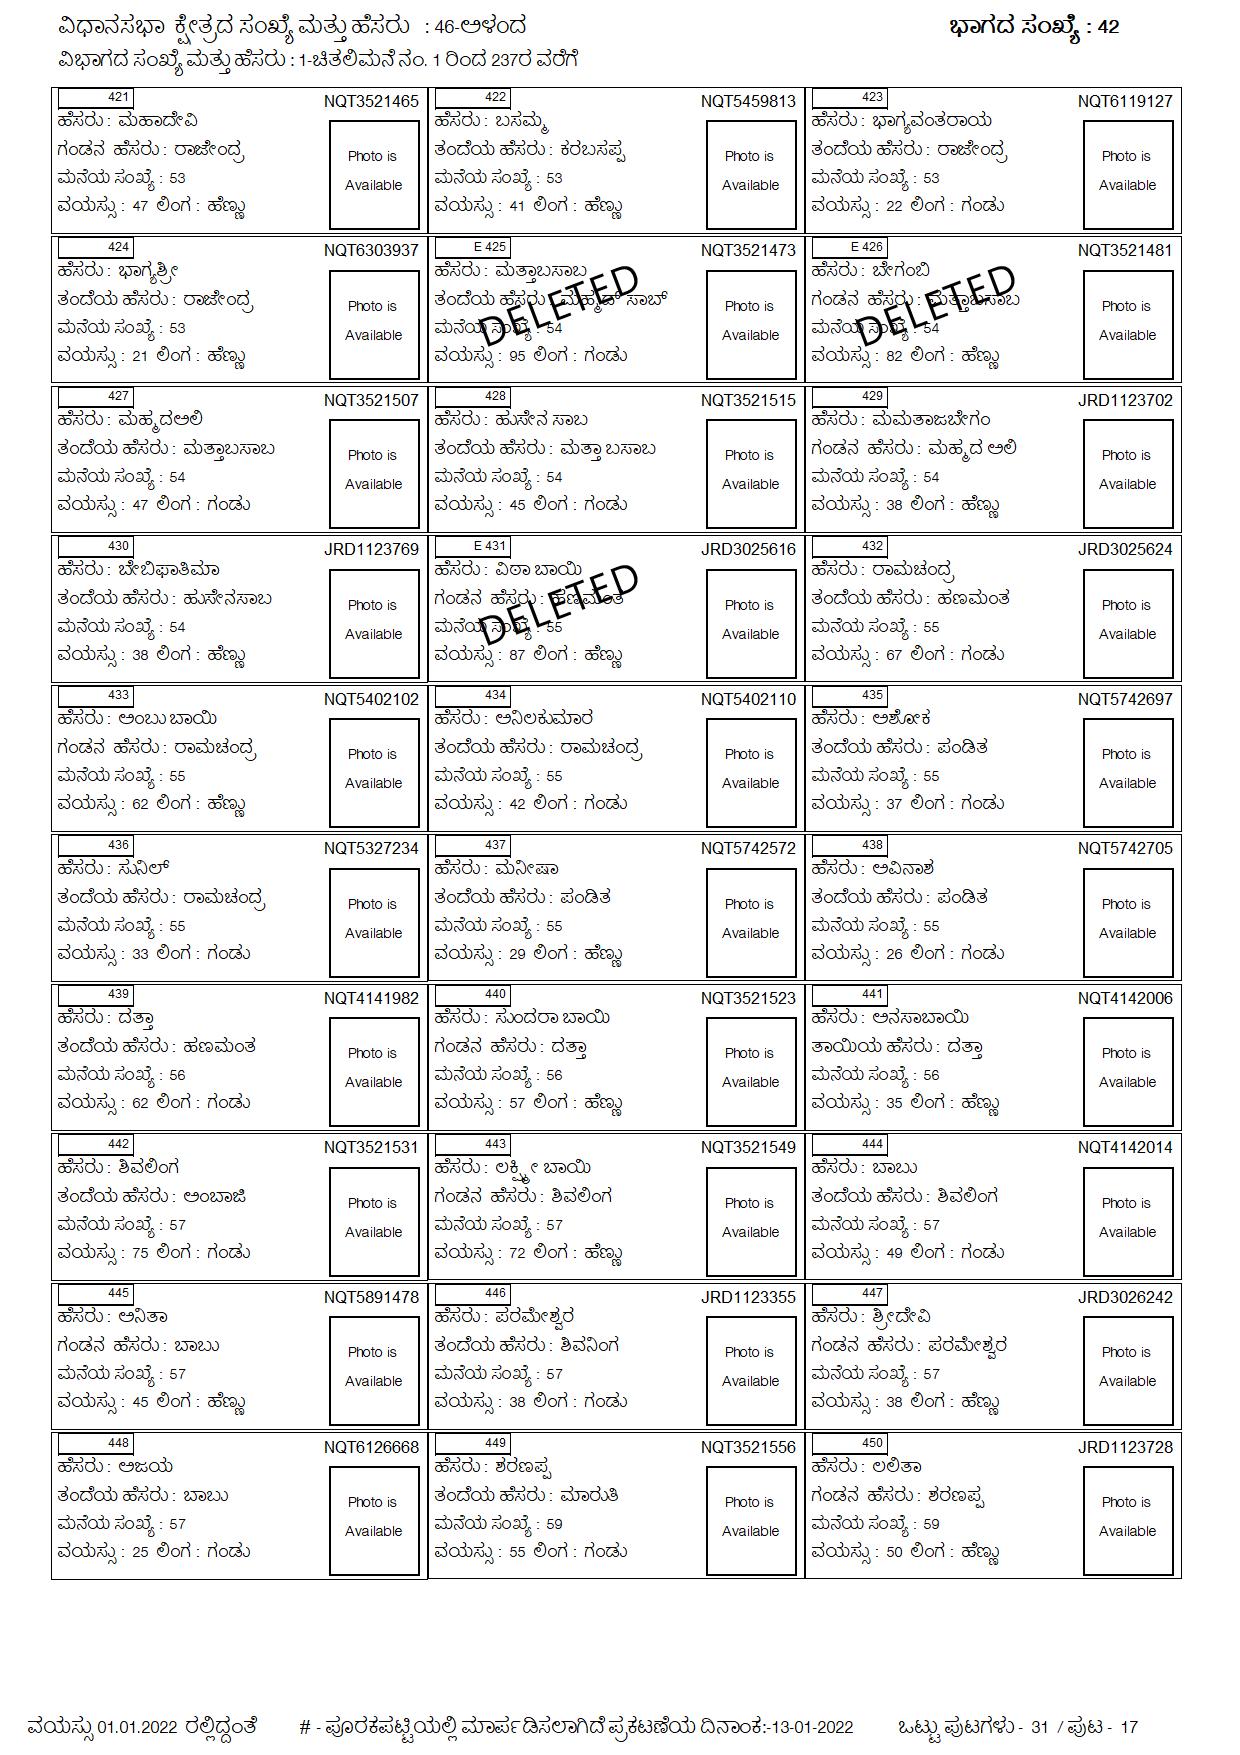 ವಿಧಾನಸಭಾ ಕ್ಷೇತ್ರದ ಸಂಖ್ಯೆ ಮತ್ತು ಹೆಸರು : 46-ಅಳಂದ ಭಾಗದ ಸಂಖ್ಯೆ : 42
ವಿಭಾಗದ ಸಂಖ್ಯೆ ಮತ್ತು ಹೆಸರು : 1-ಚಿತಲಿಮನೆ ನಂ. 1 ರಿಂದ 237ರ ವರೆಗೆ
421 NQT3521465
ಹೆಸರು : ಮಹಾದೇವಿ
ಗಂಡನ ಹೆಸರು : ರಾಜೇಂದ್ರ
ಮನೆಯ ಸಂಖ್ಯೆ : 53
ವಯಸ್ಸು : 47 ಲಿಂಗ : ಹೆಣ್ಣು
Photo is
Available
422 NQT5459813
ಹೆಸರು : ಬಸಮ್ಮ
ತಂದೆಯ ಹೆಸರು : ಕರಬಸಪ್ಪ
ಮನೆಯ ಸಂಖ್ಯೆ : 53
ವಯಸ್ಸು : 41 ಲಿಂಗ : ಹೆಣ್ಣು
Photo is
Available
423 NQT6119127
ಹೆಸರು : ಭಾಗ್ಯವಂತರಾಯ
ತಂದೆಯ ಹೆಸರು : ರಾಜೇಂದ್ರ
ಮನೆಯ ಸಂಖ್ಯೆ : 53
ವಯಸ್ಸು : 22 ಲಿಂಗ : ಗಂಡು
Photo is
Available
424 NQT6303937
ಹೆಸರು : ಭಾಗ್ಯಶ್ರೀ
ತಂದೆಯ ಹೆಸರು : ರಾಜೇಂದ್ರ
ಮನೆಯ ಸಂಖ್ಯೆ : 53
ವಯಸ್ಸು : 21 ಲಿಂಗ : ಹೆಣ್ಣು
Photo is
Available
E 425 NQT3521473
ಹೆಸರು : ಮತ್ತಾಬಸಾಬ
ತಂದೆಯ ಹೆಸರು : ಮಹ್ಮದ್ ಸಾಬ್
ಮನೆಯ ಸಂಖ್ಯೆ : 54
ವಯಸ್ಸು : 95 ಲಿಂಗ : ಗಂಡು
DELETED
Photo is
Available
E 426 NQT3521481
ಹೆಸರು : ಬೇಗಂಬಿ
ಗಂಡನ ಹೆಸರು : ಮತ್ತಾಬಸಾಬ
ಮನೆಯ ಸಂಖ್ಯೆ : 54
ವಯಸ್ಸು : 82 ಲಿಂಗ : ಹೆಣ್ಣು
DELETED
Photo is
Available
427 NQT3521507
ಹೆಸರು : ಮಹ್ಮದಅಲಿ
ತಂದೆಯ ಹೆಸರು : ಮತ್ತಾಬಸಾಬ
ಮನೆಯ ಸಂಖ್ಯೆ : 54
ವಯಸ್ಸು : 47 ಲಿಂಗ : ಗಂಡು
Photo is
Available
428 NQT3521515
ಹೆಸರು : ಹುಸೇನ ಸಾಬ
ತಂದೆಯ ಹೆಸರು : ಮತ್ತಾ ಬಸಾಬ
ಮನೆಯ ಸಂಖ್ಯೆ : 54
ವಯಸ್ಸು : 45 ಲಿಂಗ : ಗಂಡು
Photo is
Available
429 JRD1123702
ಹೆಸರು : ಮಮತಾಜಬೇಗಂ
ಗಂಡನ ಹೆಸರು : ಮಹ್ಮದ ಅಲಿ
ಮನೆಯ ಸಂಖ್ಯೆ : 54
ವಯಸ್ಸು : 38 ಲಿಂಗ : ಹೆಣ್ಣು
Photo is
Available
430 JRD1123769
ಹೆಸರು : ಬೇಬಿಫಾತಿಮಾ
ತಂದೆಯ ಹೆಸರು : ಹುಸೇನಸಾಬ
ಮನೆಯ ಸಂಖ್ಯೆ : 54
ವಯಸ್ಸು : 38 ಲಿಂಗ : ಹೆಣ್ಣು
Photo is
Available
E 431 JRD3025616
ಹೆಸರು : ವಿಠಾ ಬಾಯಿ
ಗಂಡನ ಹೆಸರು : ಹಣಮಂತ
ಮನೆಯ ಸಂಖ್ಯೆ : 55
ವಯಸ್ಸು : 87 ಲಿಂಗ : ಹೆಣ್ಣು
DELETED
Photo is
Available
432 JRD3025624
ಹೆಸರು : ರಾಮಚಂದ್ರ
ತಂದೆಯ ಹೆಸರು : ಹಣಮಂತ
ಮನೆಯ ಸಂಖ್ಯೆ : 55
ವಯಸ್ಸು : 67 ಲಿಂಗ : ಗಂಡು
Photo is
Available
433 NQT5402102
ಹೆಸರು : ಅಂಬು ಬಾಯಿ
ಗಂಡನ ಹೆಸರು : ರಾಮಚಂದ್ರ
ಮನೆಯ ಸಂಖ್ಯೆ : 55
ವಯಸ್ಸು : 62 ಲಿಂಗ : ಹೆಣ್ಣು
Photo is
Available
434 NQT5402110
ಹೆಸರು : ಅನಿಲಕುಮಾರ
ತಂದೆಯ ಹೆಸರು : ರಾಮಚಂದ್ರ
ಮನೆಯ ಸಂಖ್ಯೆ : 55
ವಯಸ್ಸು : 42 ಲಿಂಗ : ಗಂಡು
Photo is
Available
435 NQT5742697
ಹೆಸರು : ಅಶೋಕ
ತಂದೆಯ ಹೆಸರು : ಪಂಡಿತ
ಮನೆಯ ಸಂಖ್ಯೆ : 55
ವಯಸ್ಸು : 37 ಲಿಂಗ : ಗಂಡು
Photo is
Available
436 NQT5327234
ಹೆಸರು : ಸುನಿಲ್
ತಂದೆಯ ಹೆಸರು : ರಾಮಚಂದ್ರ
ಮನೆಯ ಸಂಖ್ಯೆ : 55
ವಯಸ್ಸು : 33 ಲಿಂಗ : ಗಂಡು
Photo is
Available
437 NQT5742572
ಹೆಸರು : ಮನೀಷಾ
ತಂದೆಯ ಹೆಸರು : ಪಂಡಿತ
ಮನೆಯ ಸಂಖ್ಯೆ : 55
ವಯಸ್ಸು : 29 ಲಿಂಗ : ಹೆಣ್ಣು
Photo is
Available
438 NQT5742705
ಹೆಸರು : ಅವಿನಾಶ
ತಂದೆಯ ಹೆಸರು : ಪಂಡಿತ
ಮನೆಯ ಸಂಖ್ಯೆ : 55
ವಯಸ್ಸು : 26 ಲಿಂಗ : ಗಂಡು
Photo is
Available
439 NQT4141982
ಹೆಸರು : ದತ್ತಾ
ತಂದೆಯ ಹೆಸರು : ಹಣಮಂತ
ಮನೆಯ ಸಂಖ್ಯೆ : 56
ವಯಸ್ಸು : 62 ಲಿಂಗ : ಗಂಡು
Photo is
Available
440 NQT3521523
ಹೆಸರು : ಸುಂದರಾ ಬಾಯಿ
ಗಂಡನ ಹೆಸರು : ದತ್ತಾ
ಮನೆಯ ಸಂಖ್ಯೆ : 56
ವಯಸ್ಸು : 57 ಲಿಂಗ : ಹೆಣ್ಣು
Photo is
Available
441 NQT4142006
ಹೆಸರು : ಅನಸಾಬಾಯಿ
ತಾಯಿಯ ಹೆಸರು : ದತ್ತಾ
ಮನೆಯ ಸಂಖ್ಯೆ : 56
ವಯಸ್ಸು : 35 ಲಿಂಗ : ಹೆಣ್ಣು
Photo is
Available
442 NQT3521531
ಹೆಸರು : ಶಿವಲಿಂಗ
ತಂದೆಯ ಹೆಸರು : ಅಂಬಾಜಿ
ಮನೆಯ ಸಂಖ್ಯೆ : 57
ವಯಸ್ಸು : 75 ಲಿಂಗ : ಗಂಡು
Photo is
Available
443 NQT3521549
ಹೆಸರು : ಲಕ್ಷ್ಮೀ ಬಾಯಿ
ಗಂಡನ ಹೆಸರು : ಶಿವಲಿಂಗ
ಮನೆಯ ಸಂಖ್ಯೆ : 57
ವಯಸ್ಸು : 72 ಲಿಂಗ : ಹೆಣ್ಣು
Photo is
Available
444 NQT4142014
ಹೆಸರು : ಬಾಬು
ತಂದೆಯ ಹೆಸರು : ಶಿವಲಿಂಗ
ಮನೆಯ ಸಂಖ್ಯೆ : 57
ವಯಸ್ಸು : 49 ಲಿಂಗ : ಗಂಡು
Photo is
Available
445 NQT5891478
ಹೆಸರು : ಅನಿತಾ
ಗಂಡನ ಹೆಸರು : ಬಾಬು
ಮನೆಯ ಸಂಖ್ಯೆ : 57
ವಯಸ್ಸು : 45 ಲಿಂಗ : ಹೆಣ್ಣು
Photo is
Available
446 JRD1123355
ಹೆಸರು : ಪರಮೇಶ್ವರ
ತಂದೆಯ ಹೆಸರು : ಶಿವನಿಂಗ
ಮನೆಯ ಸಂಖ್ಯೆ : 57
ವಯಸ್ಸು : 38 ಲಿಂಗ : ಗಂಡು
Photo is
Available
447 JRD3026242
ಹೆಸರು : ಶ್ರೀದೇವಿ
ಗಂಡನ ಹೆಸರು : ಪರಮೇಶ್ವರ
ಮನೆಯ ಸಂಖ್ಯೆ : 57
ವಯಸ್ಸು : 38 ಲಿಂಗ : ಹೆಣ್ಣು
Photo is
Available
448 NQT6126668
ಹೆಸರು : ಅಜಯ
ತಂದೆಯ ಹೆಸರು : ಬಾಬು
ಮನೆಯ ಸಂಖ್ಯೆ : 57
ವಯಸ್ಸು : 25 ಲಿಂಗ : ಗಂಡು
Photo is
Available
449 NQT3521556
ಹೆಸರು : ಶರಣಪ್ಪ
ತಂದೆಯ ಹೆಸರು : ಮಾರುತಿ
ಮನೆಯ ಸಂಖ್ಯೆ : 59
ವಯಸ್ಸು : 55 ಲಿಂಗ : ಗಂಡು
Photo is
Available
450 JRD1123728
ಹೆಸರು : ಲಲಿತಾ
ಗಂಡನ ಹೆಸರು : ಶರಣಪ್ಪ
ಮನೆಯ ಸಂಖ್ಯೆ : 59
ವಯಸ್ಸು : 50 ಲಿಂಗ : ಹೆಣ್ಣು
Photo is
Available
ವಯಸ್ಸು 01.01.2022 ರಲ್ಲಿದ್ದಂತೆ # - ಪೂರಕಪಟ್ಟಿಯಲ್ಲಿ ಮಾರ್ಪಡಿಸಲಾಗಿದೆ ಪ್ರಕಟಣೆಯ ದಿನಾಂಕ:-13-01-2022 ಒಟ್ಟು ಪುಟಗಳು - 31 / ಪುಟ - 17